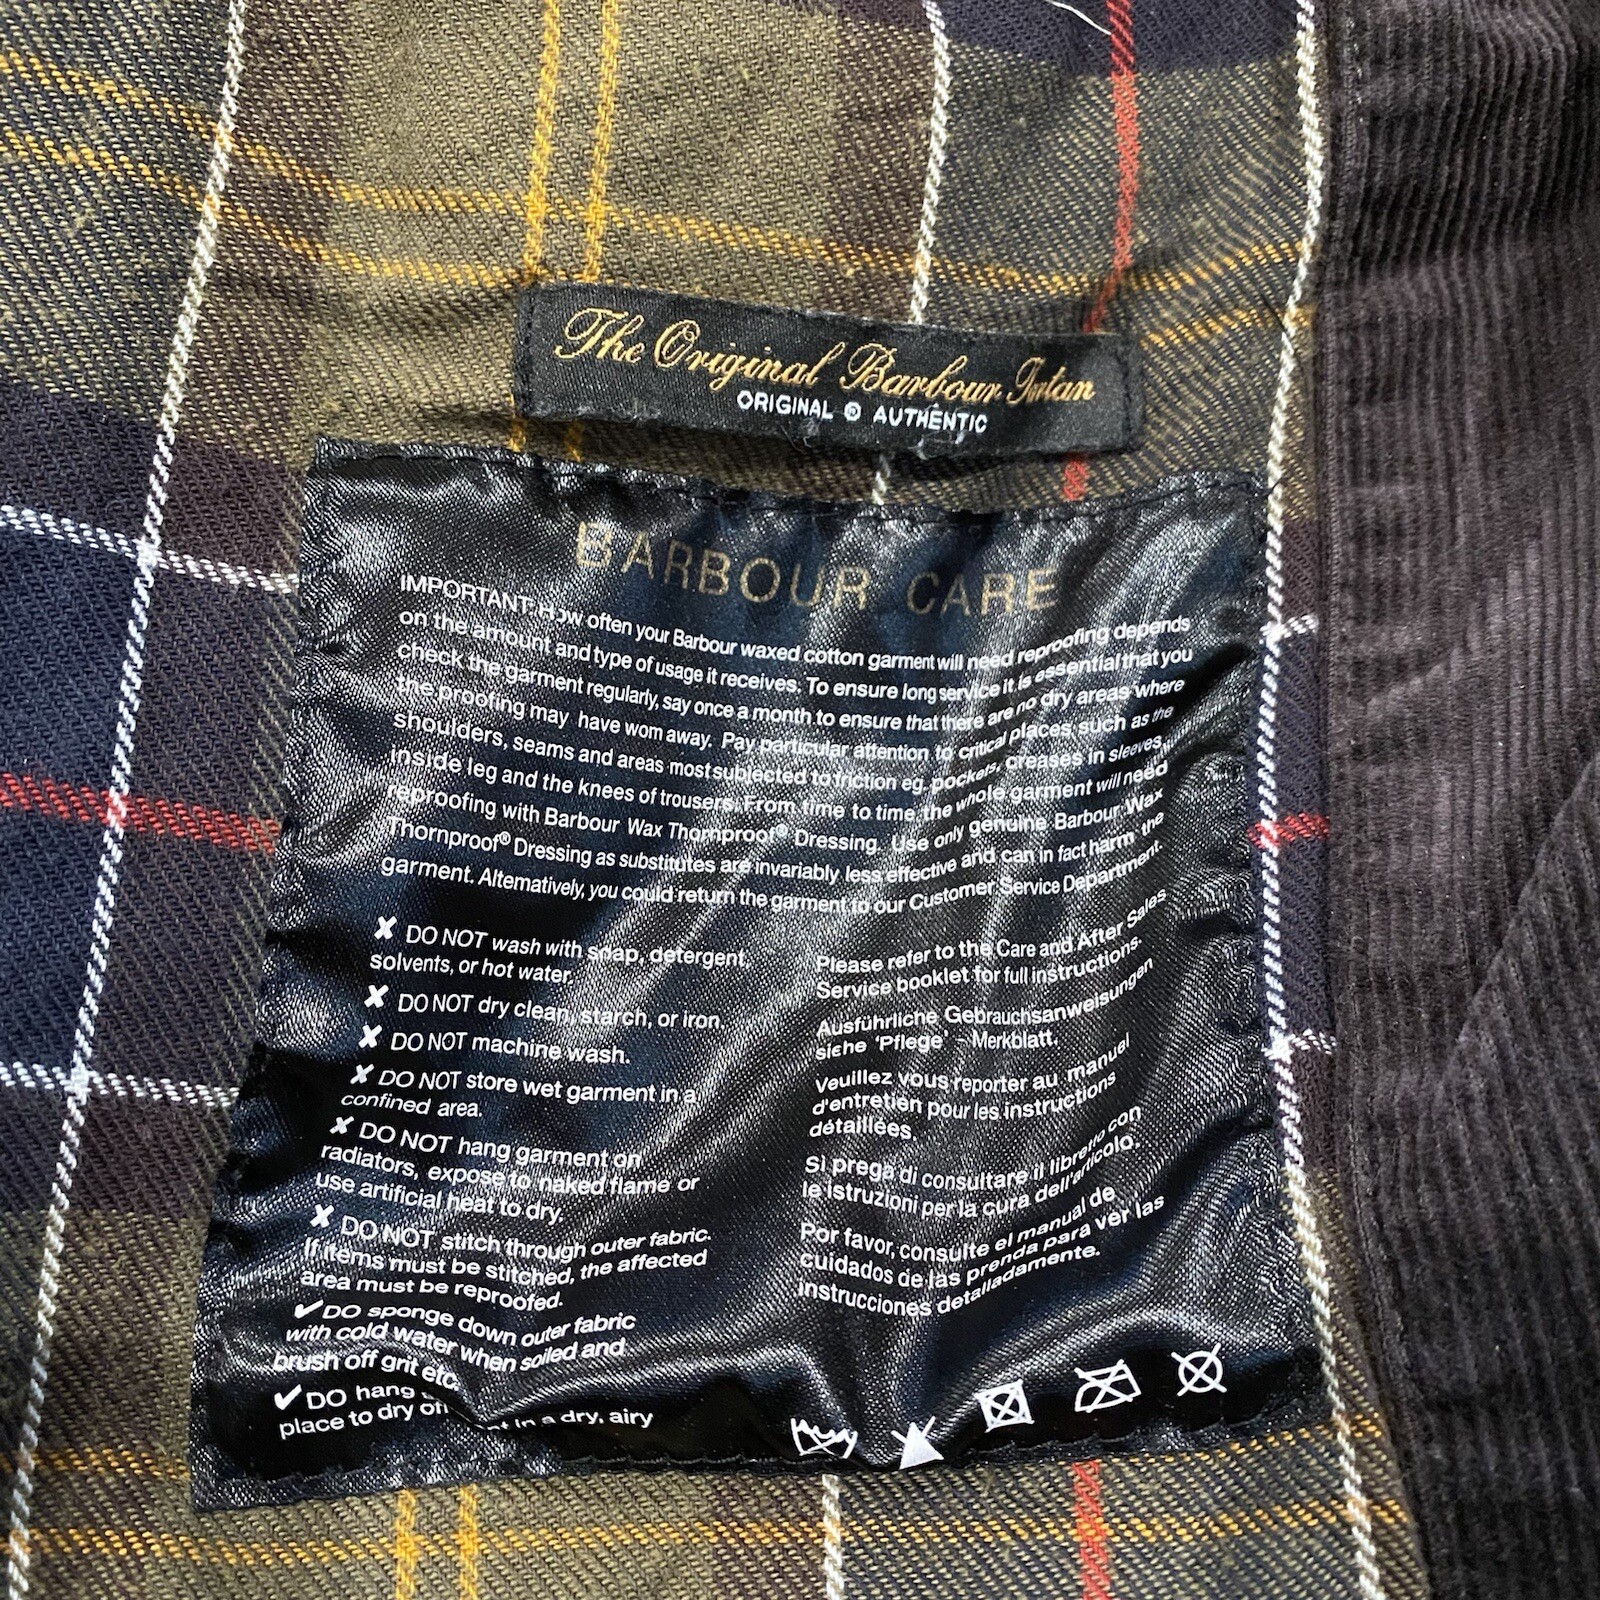 The Original Barbour Tartan
ORIGINAL & AUTHENTIC
BARBOUR CARE
IMPORTANT: How often your Barbour waxed cotton garment will need reproofing depends
on the amount and type of usage it receives. To ensure long service it is essential that you
check the garment regularly, say once a month to ensure that there are no dry areas where
the proofing may have worn away. Pay particular attention to critical places such as the
shoulders, seams and areas most subjected to friction eg. pockets, creases in sleeves,
inside leg and the knees of trousers. From time to time the whole garment will need
reproofing with Barbour Wax Thornproof® Dressing. Use only genuine Barbour Wax
Thornproof® Dressing as substitutes are invariably less effective and can in fact harm the
garment. Alternatively, you could return the garment to our Customer Service Department.
✘ DO NOT wash with soap, detergent,
solvents, or hot water.
✘ DO NOT dry clean, starch, or iron.
✘ DO NOT machine wash.
✘ DO NOT store wet garment in a
confined area.
✘ DO NOT hang garment on
radiators, expose to naked flame or
use artificial heat to dry.
✘ DO NOT stitch through outer fabric.
If items must be stitched, the affected
area must be reproofed.
✔ DO sponge down outer fabric
with cold water when soiled and
brush off grit etc.
✔ DO hang
in a dry, airy
place to dry off
Please refer to the Care and After Sales
Service booklet for full instructions.
Ausführliche Gebrauchsanweisungen
siehe 'Pflege' - Merkblatt.
Veuillez vous reporter au manuel
d'entretien pour les instructions
détaillées.
Si prega di consultare il libretto con
le istruzioni per la cura dell'articolo.
Por favor, consulte el manual de
cuidados de las prenda para ver las
instrucciones detalladamente.